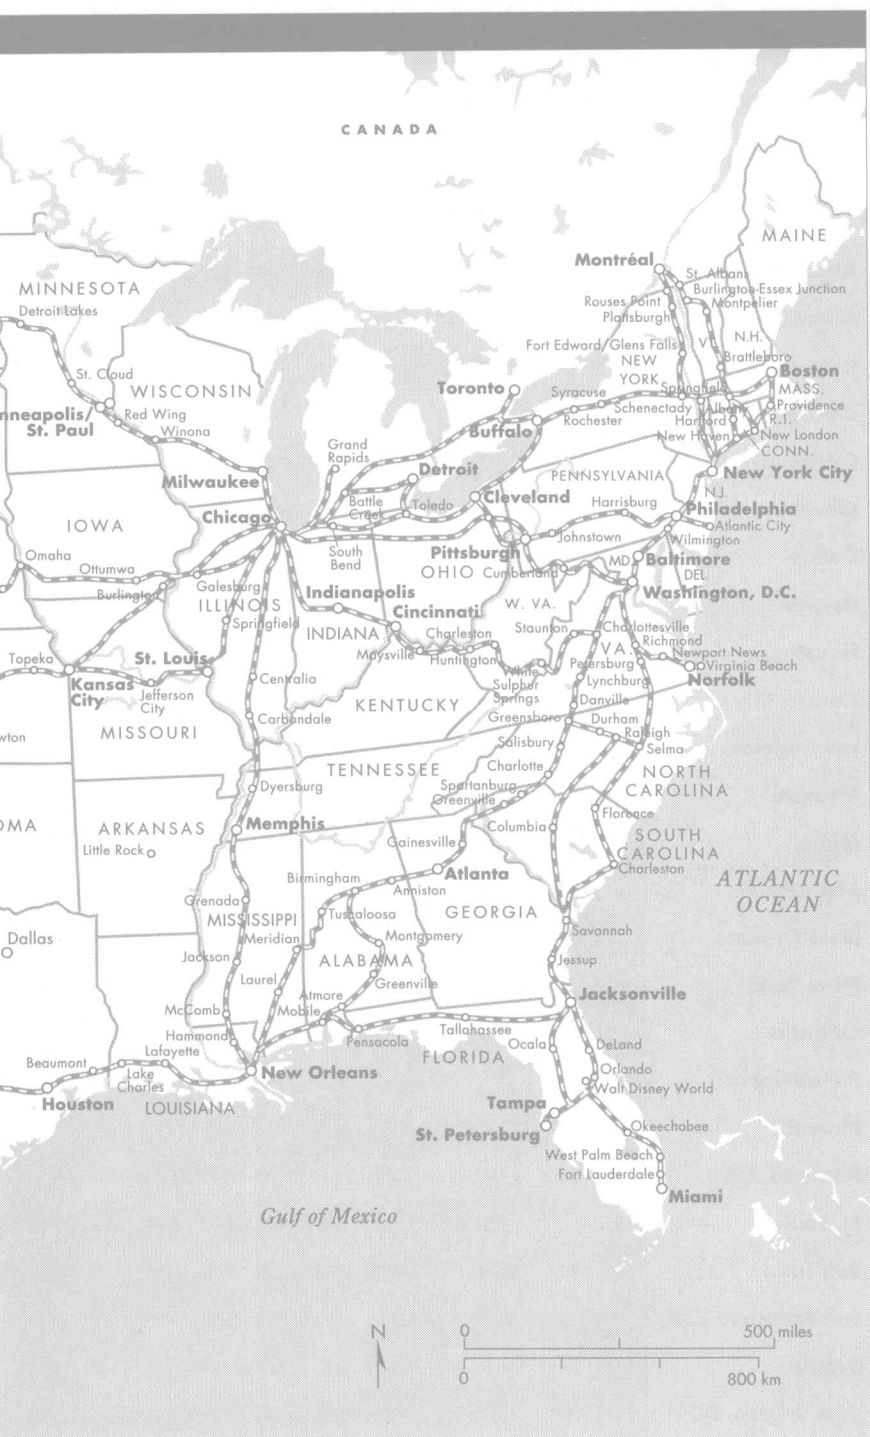 CANADA
MAINE
Montréal
St. Albans
MINNESOTA
Burlington-Essex Junction
Rouses Point
Montpelier
Detroit Lakes
Plattsburgh
N.H.
Fort Edward/Glens Falls
VT.
NEW
YORK
Brattleboro
St. Cloud
Boston
WISCONSIN
Toronto
Syracuse
Springfield
MASS.
nneapolis/
St. Paul
Red Wing
Schenectady
Albany
Providence
Rochester
Harford
R.I.
Winona
Buffalo
New Haven
New London
Grand
Rapids
CONN.
Milwaukee
Detroit
PENNSYLVANIA
New York City
Battle
Creek
Toledo
Cleveland
N.J.
Harrisburg
Philadelphia
Chicago
IOWA
Atlantic City
Johnstown
Wilmington
South
Bend
Pittsburgh
Omaha
Ottumwa
OHIO
Cumberland
MD.
Baltimore
DEL.
Galesburg
Burlington
Indianapolis
Washington, D.C.
ILLINOIS
Cincinnati
W. VA.
Springfield
INDIANA
Charleston
Staunton
Charlottesville
Richmond
Maysville
Huntington
VA.
Newport News
Topeka
St. Louis
Petersburg
Virginia Beach
White
Sulphur
Springs
Lynchburg
Norfolk
Kansas
City
Centralia
Jefferson
City
Danville
KENTUCKY
Carbondale
Greensboro
Durham
MISSOURI
Raleigh
wton
Salisbury
Selma
TENNESSEE
Charlotte
NORTH
CAROLINA
Dyersburg
Spartanburg
Greenville
Florence
OMA
ARKANSAS
Memphis
Columbia
SOUTH
CAROLINA
Little Rock
Gainesville
Charleston
Atlanta
ATLANTIC
OCEAN
Birmingham
Anniston
Grenada
GEORGIA
MISSISSIPPI
Tuscaloosa
Savannah
Dallas
Meridian
Montgomery
Jackson
ALABAMA
Jessup
Laurel
Greenville
Atmore
Jacksonville
McComb
Mobile
Hammond
Tallahassee
Pensacola
Ocala
DeLand
Lafayette
FLORIDA
Beaumont
New Orleans
Orlando
Lake
Charles
Walt Disney World
Houston
LOUISIANA
Tampa
St. Petersburg
Okeechobee
West Palm Beach
Fort Lauderdale
Miami
Gulf of Mexico
N
0
500 miles
0
800 km